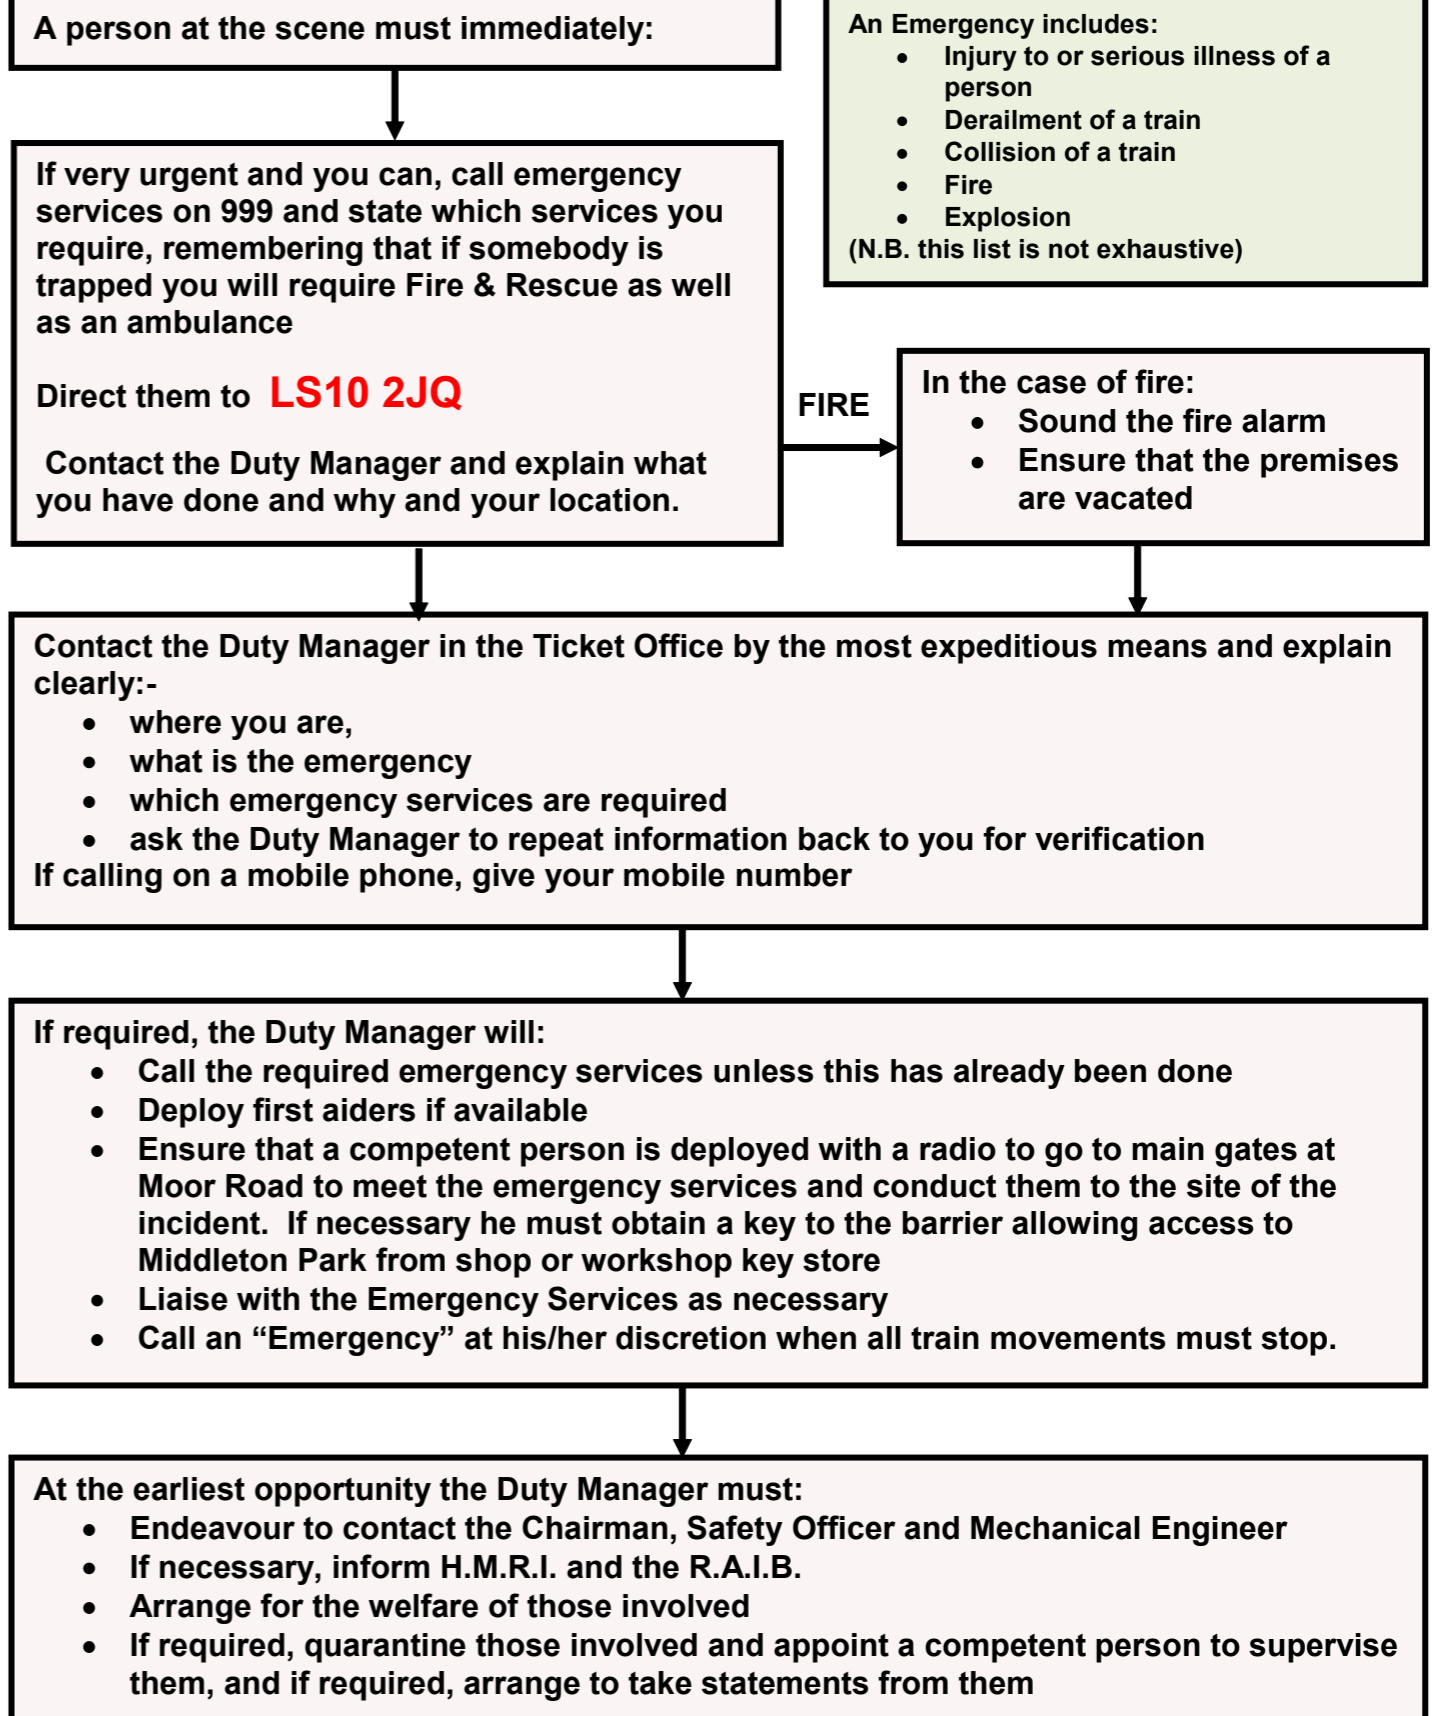 A person at the scene must immediately:
An Emergency includes:
• Injury to or serious illness of a
person
• Derailment of a train
• Collision of a train
• Fire
• Explosion
(N.B. this list is not exhaustive)
If very urgent and you can, call emergency
services on 999 and state which services you
require, remembering that if somebody is
trapped you will require Fire & Rescue as well
as an ambulance
Direct them to LS10 2JQ
Contact the Duty Manager and explain what
you have done and why and your location.
FIRE
In the case of fire:
• Sound the fire alarm
• Ensure that the premises
are vacated
Contact the Duty Manager in the Ticket Office by the most expeditious means and explain
clearly:-
• where you are,
• what is the emergency
• which emergency services are required
• ask the Duty Manager to repeat information back to you for verification
If calling on a mobile phone, give your mobile number
If required, the Duty Manager will:
• Call the required emergency services unless this has already been done
• Deploy first aiders if available
• Ensure that a competent person is deployed with a radio to go to main gates at
Moor Road to meet the emergency services and conduct them to the site of the
incident.  If necessary he must obtain a key to the barrier allowing access to
Middleton Park from shop or workshop key store
• Liaise with the Emergency Services as necessary
• Call an “Emergency” at his/her discretion when all train movements must stop.
At the earliest opportunity the Duty Manager must:
• Endeavour to contact the Chairman, Safety Officer and Mechanical Engineer
• If necessary, inform H.M.R.I. and the R.A.I.B.
• Arrange for the welfare of those involved
• If required, quarantine those involved and appoint a competent person to supervise
them, and if required, arrange to take statements from them